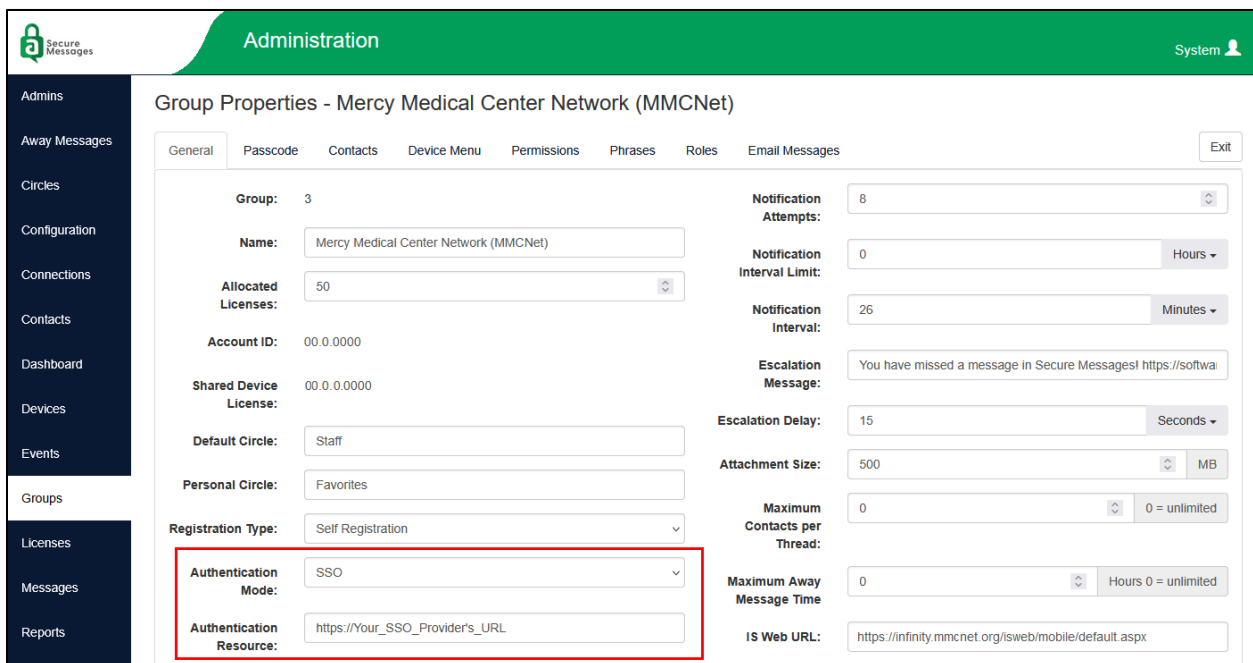 Secure
Messages
Administration
System
Admins
Away Messages
Circles
Configuration
Connections
Contacts
Dashboard
Devices
Events
Groups
Licenses
Messages
Reports
Group Properties - Mercy Medical Center Network (MMCNet)
General Passcode Contacts Device Menu Permissions Phrases Roles Email Messages Exit
Group: 3
Name: Mercy Medical Center Network (MMCNet)
Allocated
Licenses: 50
Account ID: 00.0.0000
Shared Device
License: 00.0.0.0000
Default Circle: Staff
Personal Circle: Favorites
Registration Type: Self Registration
Authentication
Mode: SSO
Authentication
Resource: https://Your_SSO_Provider's_URL
Notification
Attempts: 8
Notification
Interval Limit: 0 Hours
Notification
Interval: 26 Minutes
Escalation
Message: You have missed a message in Secure Messages! https://softwa
Escalation Delay: 15 Seconds
Attachment Size: 500 MB
Maximum
Contacts per
Thread: 0 0 = unlimited
Maximum Away
Message Time 0 Hours 0 = unlimited
IS Web URL: https://infinity.mmcnet.org/isweb/mobile/default.aspx